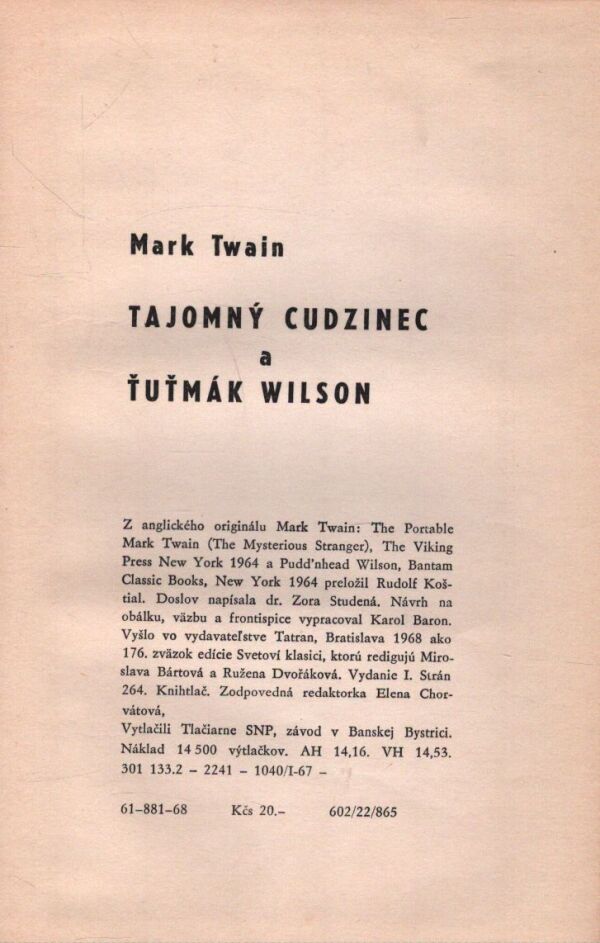 Mark Twain
TAJOMNÝ CUDZINEC
a
ŤUŤMÁK WILSON
Z anglického originálu Mark Twain: The Portable
Mark Twain (The Mysterious Stranger), The Viking
Press New York 1964 a Pudd'nhead Wilson, Bantam
Classic Books, New York 1964 preložil Rudolf Koš-
tial. Doslov napísala dr. Zora Studená. Návrh na
obálku, väzbu a frontispice vypracoval Karol Baron.
Vyšlo vo vydavateľstve Tatran, Bratislava 1968 ako
176. zväzok edície Svetoví klasici, ktorú redigujú Miro-
slava Bártová a Ružena Dvořáková. Vydanie I. Strán
264. Knihtlač. Zodpovedná redaktorka Elena Chor-
vátová,
Vytlačili Tlačiarne SNP, závod v Banskej Bystrici.
Náklad 14 500 výtlačkov. AH 14,16. VH 14,53.
301 133.2 – 2241 – 1040/I-67 –
61–881–68 Kčs 20.– 602/22/865